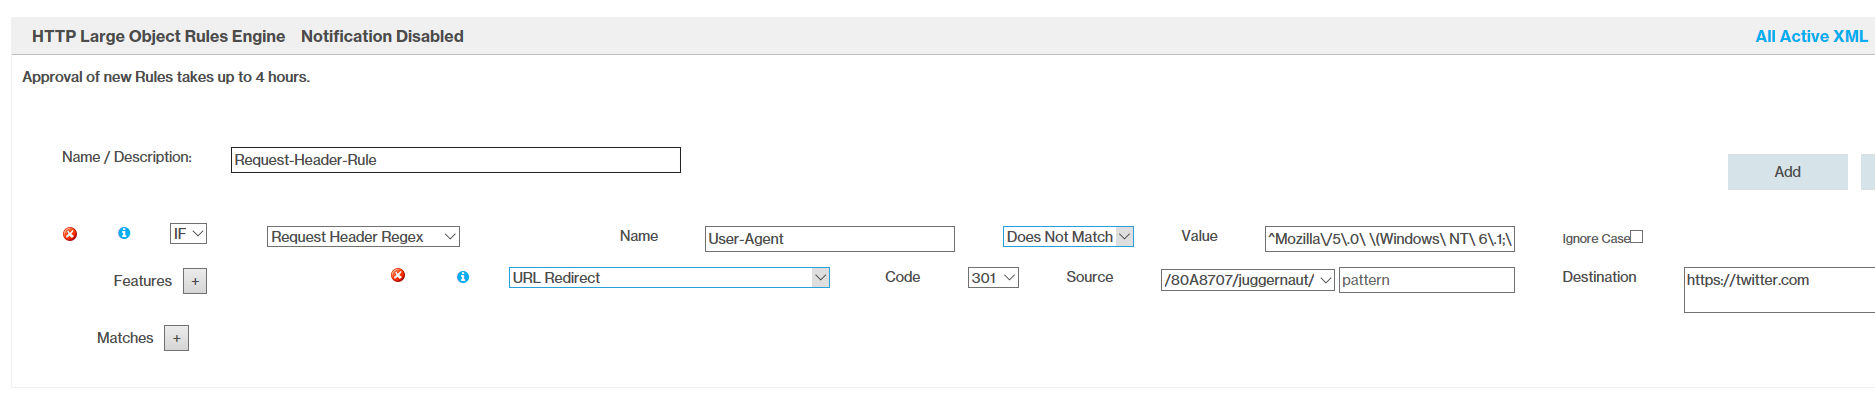 HTTP Large Object Rules Engine Notification Disabled All Active XML
Approval of new Rules takes up to 4 hours.
Name / Description: Request-Header-Rule
Add
IF Request Header Regex Name User-Agent Does Not Match Value ^Mozilla\/5\.0\ \(Windows\ NT\ 6\.1;\ Ignore Case
Features + URL Redirect Code 301 Source /80A8707/juggernaut/ pattern Destination https://twitter.com
Matches +